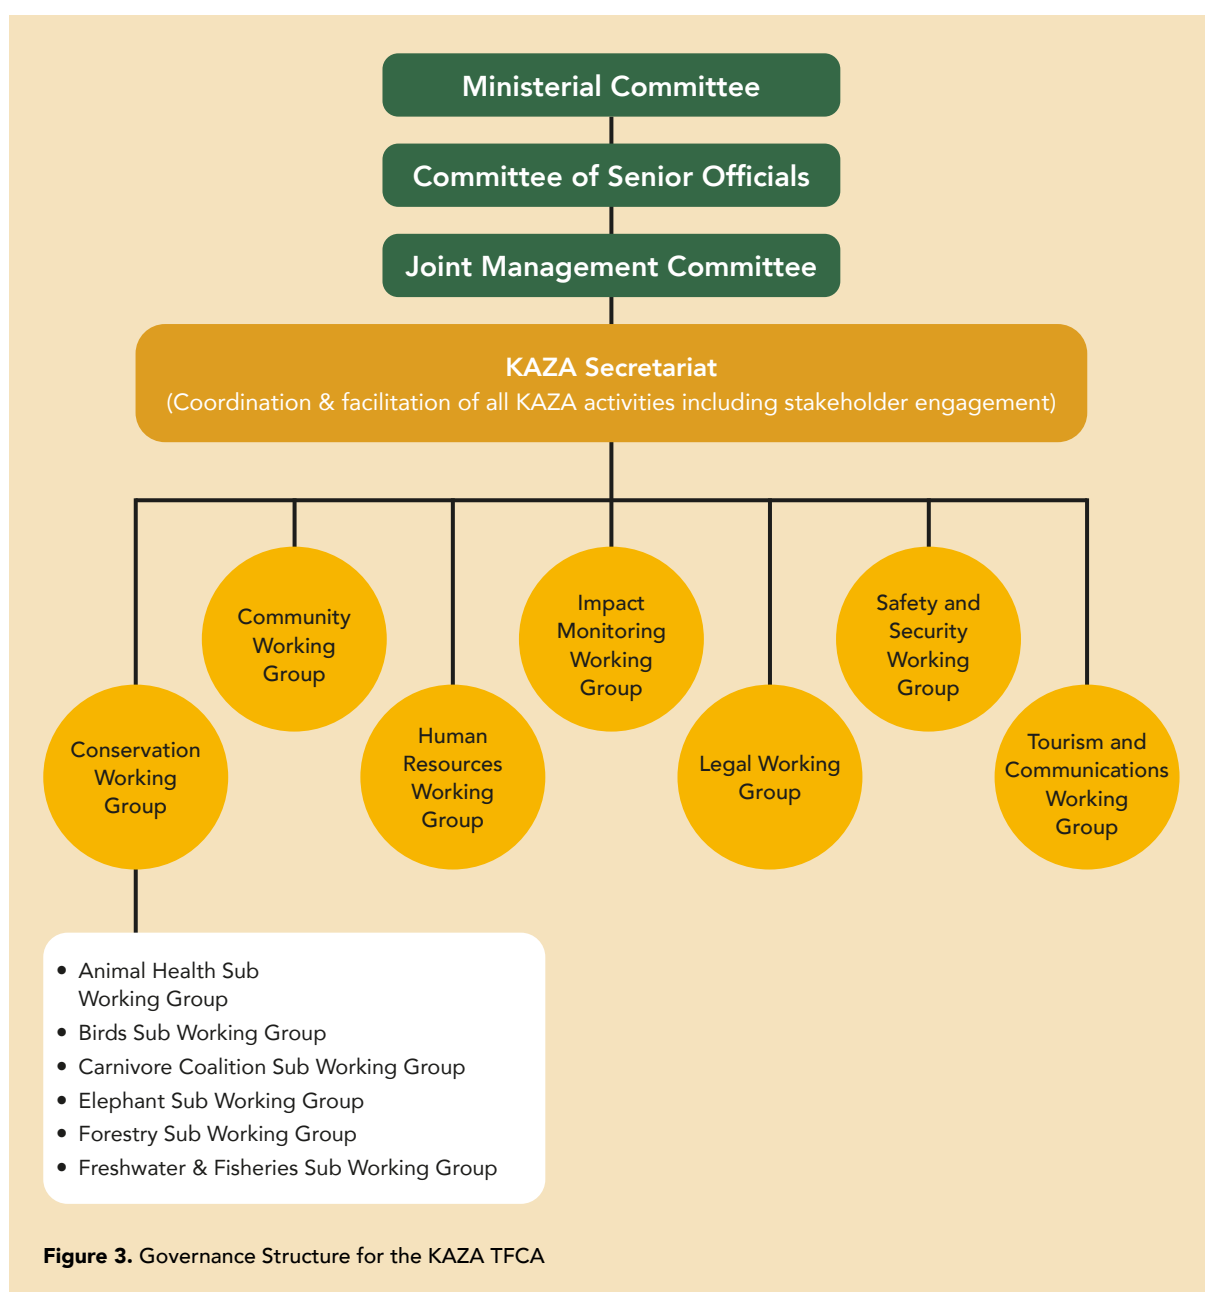 Ministerial Committee
Committee of Senior Officials
Joint Management Committee
KAZA Secretariat
(Coordination & facilitation of all KAZA activities including stakeholder engagement)
Conservation
Working
Group
Community
Working
Group
Human
Resources
Working
Group
Impact
Monitoring
Working
Group
Legal Working
Group
Safety and
Security
Working
Group
Tourism and
Communications
Working
Group
• Animal Health Sub
Working Group
• Birds Sub Working Group
• Carnivore Coalition Sub Working Group
• Elephant Sub Working Group
• Forestry Sub Working Group
• Freshwater & Fisheries Sub Working Group
Figure 3. Governance Structure for the KAZA TFCA